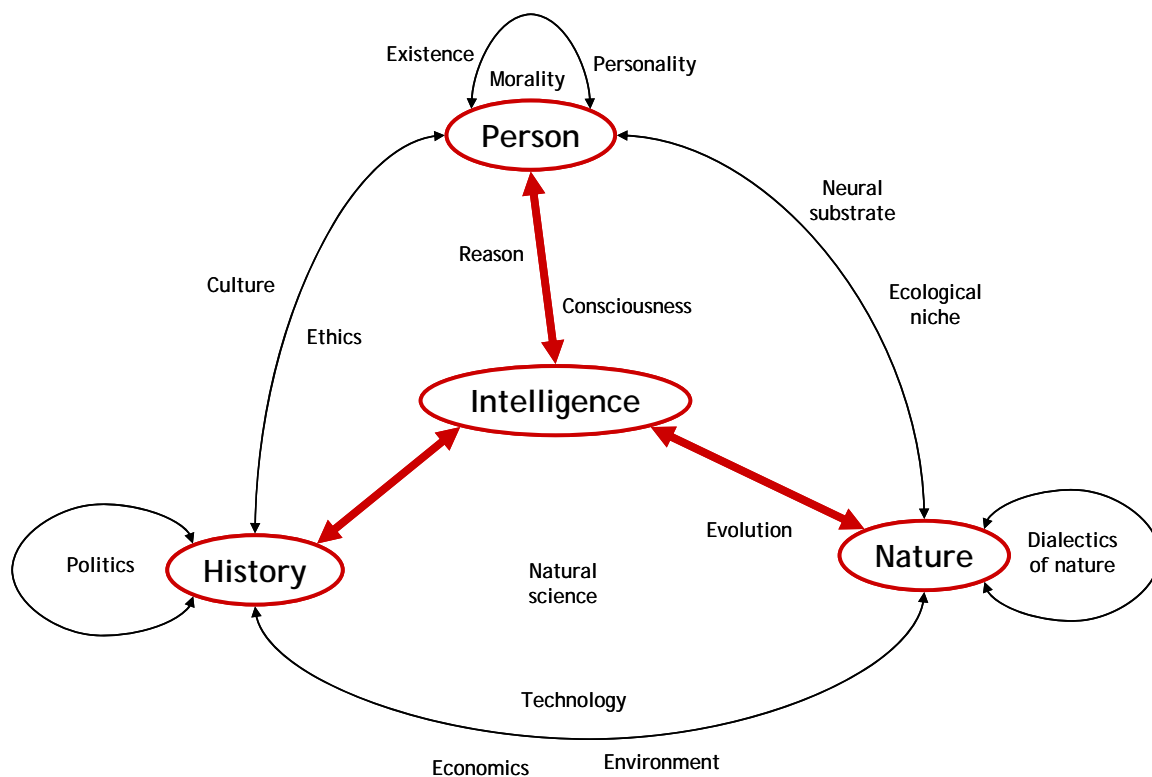 Existence
Personality
Morality
Person
Neural
substrate
Reason
Culture
Ecological
niche
Consciousness
Ethics
Intelligence
Evolution
Politics
History
Nature
Dialectics
of nature
Natural
science
Technology
Economics
Environment